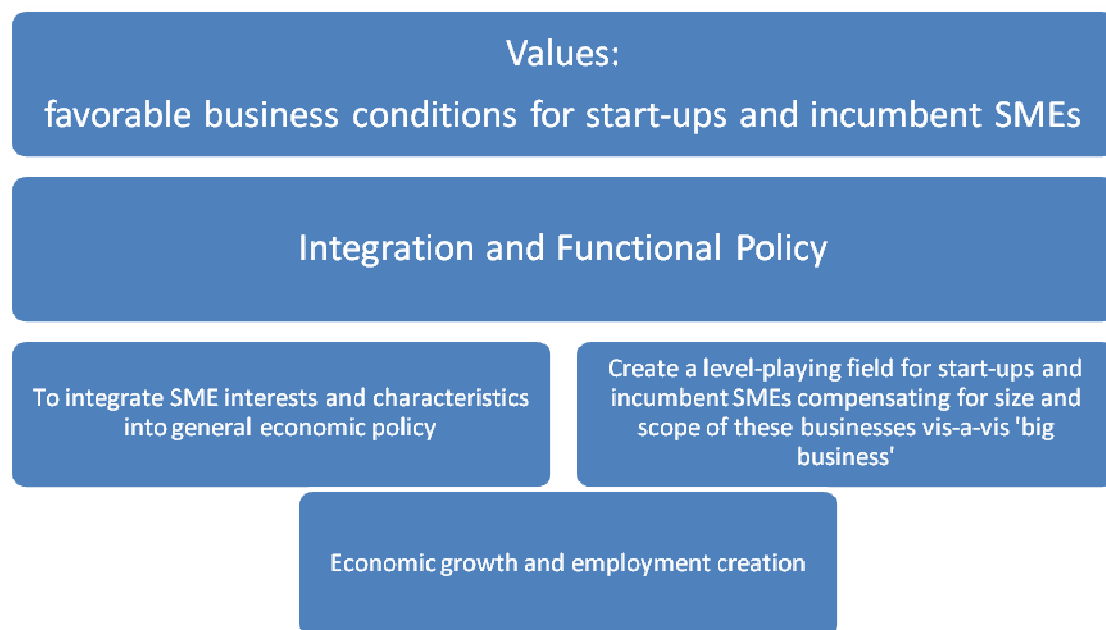 Values:
favorable business conditions for start-ups and incumbent SMEs
Integration and Functional Policy
To integrate SME interests and characteristics
into general economic policy
Create a level-playing field for start-ups and
incumbent SMEs compensating for size and
scope of these businesses vis-a-vis 'big
business'
Economic growth and employment creation